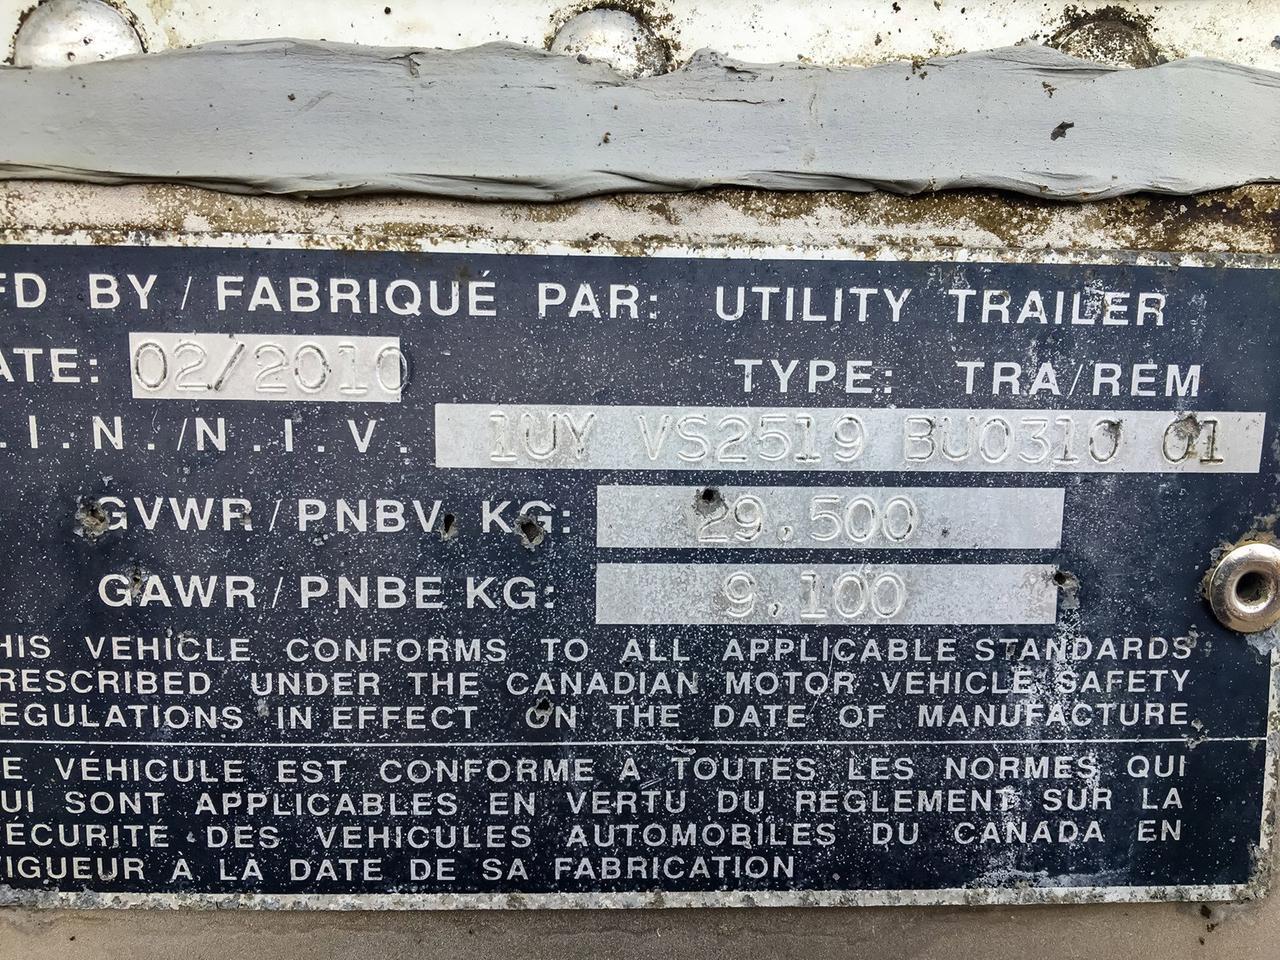 FD BY / FABRIQUÉ PAR: UTILITY TRAILER
ATE: 02/2010 TYPE: TRA/REM
.I.N./N.I.V. 1UY VS2519 BU0310 01
GVWR/PNBV KG: 29,500
GAWR/PNBE KG: 9,100
HIS VEHICLE CONFORMS TO ALL APPLICABLE STANDARDS
RESCRIBED UNDER THE CANADIAN MOTOR VEHICLE SAFETY
EGULATIONS IN EFFECT ON THE DATE OF MANUFACTURE
E VÉHICULE EST CONFORME A TOUTES LES NORMES QUI
UI SONT APPLICABLES EN VERTU DU REGLEMENT SUR LA
ÉCURITÉ DES VEHICULES AUTOMOBILES DU CANADA EN
IGUEUR A LA DATE DE SA FABRICATION